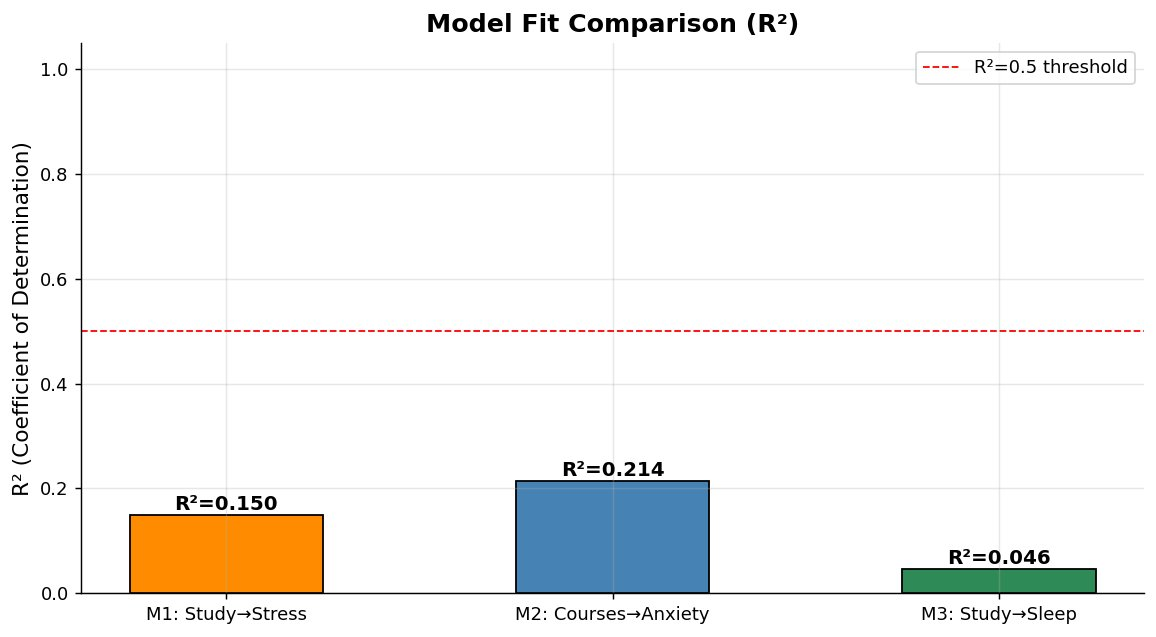 Model Fit Comparison (R²)
R²=0.5 threshold
R² (Coefficient of Determination)
1.0
0.8
0.6
0.4
0.2
0.0
R²=0.150
R²=0.214
R²=0.046
M1: Study→Stress
M2: Courses→Anxiety
M3: Study→Sleep